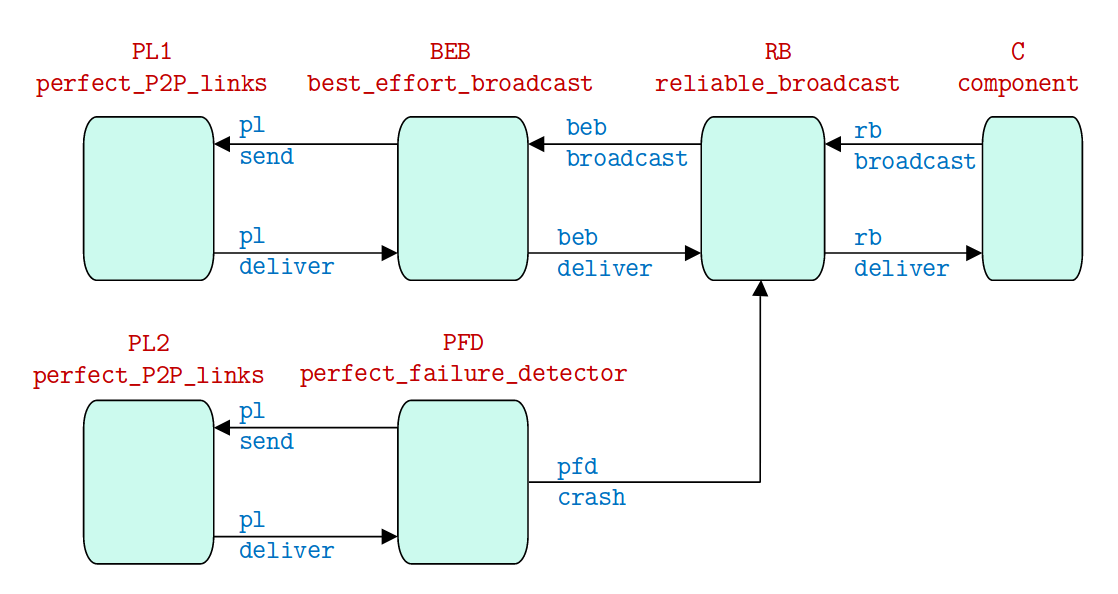 PL1
perfect_P2P_links
BEB
best_effort_broadcast
RB
reliable_broadcast
C
component
pl
send
beb
broadcast
rb
broadcast
pl
deliver
beb
deliver
rb
deliver
PL2
perfect_P2P_links
PFD
perfect_failure_detector
pl
send
pfd
crash
pl
deliver